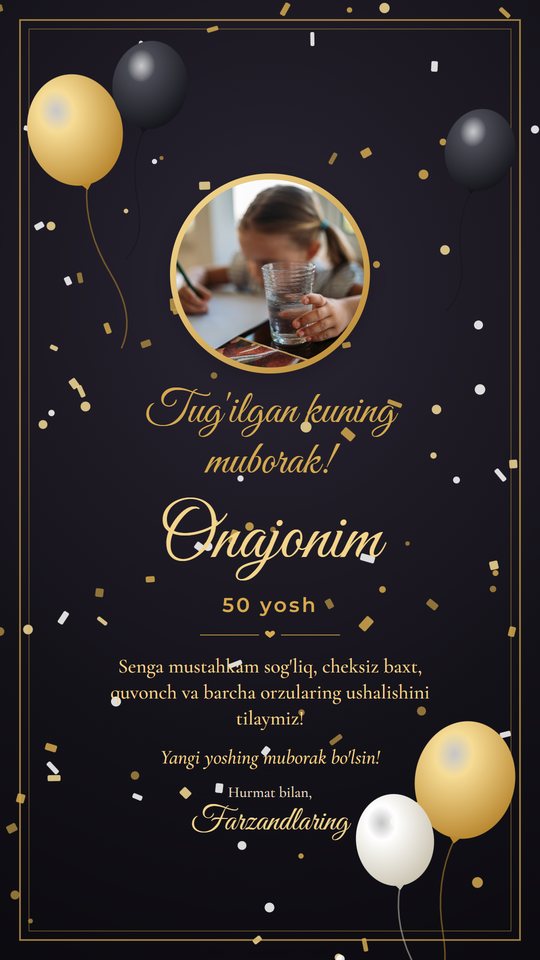 Tug'ilgan kuning
muborak!
Onajonim
50 yosh
Senga mustahkam sog'liq, cheksiz baxt,
quvonch va barcha orzularing ushalishini
tilaymiz!
Yangi yoshing muborak bo'lsin!
Hurmat bilan,
Farzandlaring